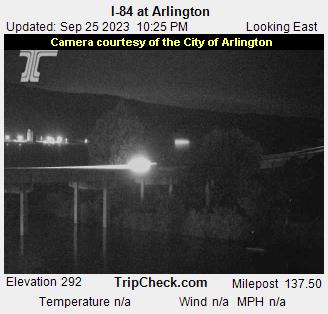 I-84 at Arlington
Updated: Sep 25 2023 10:25 PM Looking East
Camera courtesy of the City of Arlington
Elevation 292 TripCheck.com Milepost 137.50
Temperature n/a Wind n/a MPH n/a